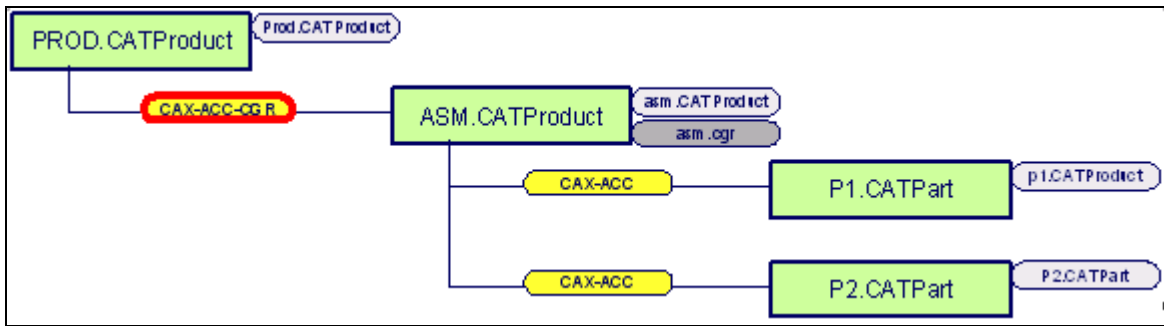 PROD.CATProduct
Prod.CATProduct
CAX-ACC-CGR
ASM.CATProduct
asm.CATProduct
asm.cgr
CAX-ACC
P1.CATPart
p1.CATProduct
CAX-ACC
P2.CATPart
P2.CATPart